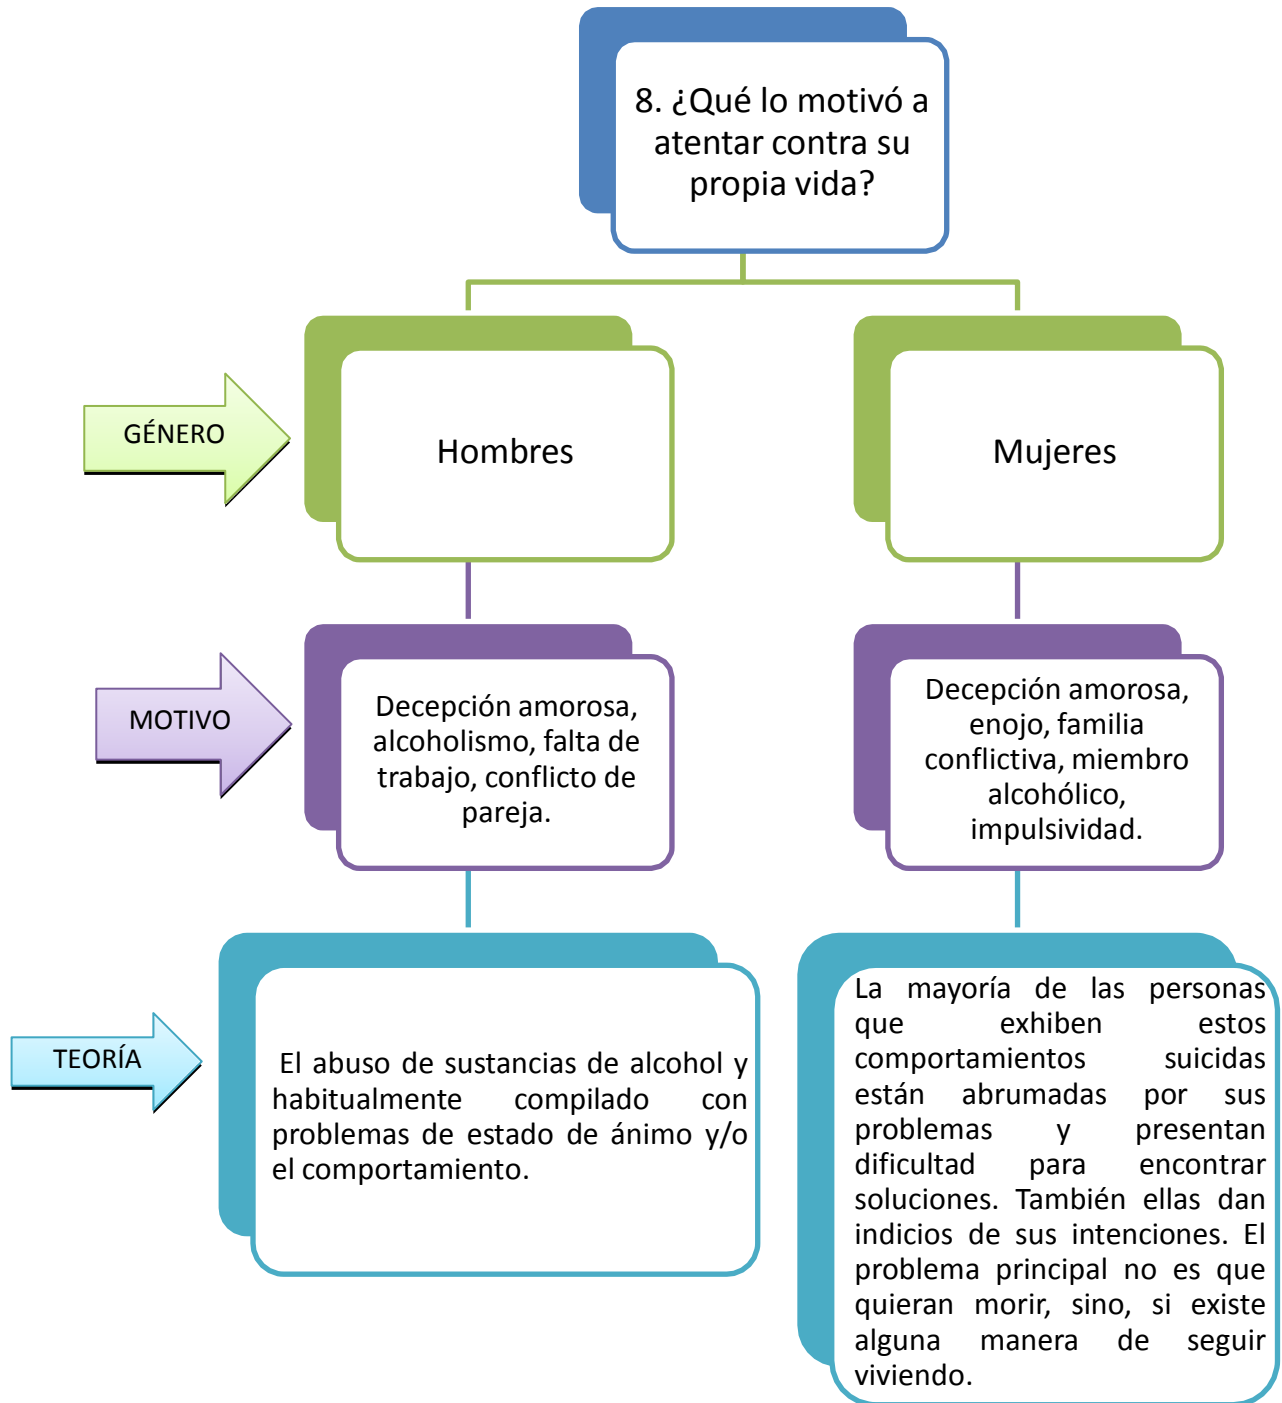 8. ¿Qué lo motivó a
atentar contra su
propia vida?
GÉNERO
Hombres
Mujeres
MOTIVO
Decepción amorosa,
alcoholismo, falta de
trabajo, conflicto de
pareja.
Decepción amorosa,
enojo, familia
conflictiva, miembro
alcohólico,
impulsividad.
TEORÍA
El abuso de sustancias de alcohol y
habitualmente compilado con
problemas de estado de ánimo y/o
el comportamiento.
La mayoría de las personas
que exhiben estos
comportamientos suicidas
están abrumadas por sus
problemas y presentan
dificultad para encontrar
soluciones. También ellas dan
indicios de sus intenciones. El
problema principal no es que
quieran morir, sino, si existe
alguna manera de seguir
viviendo.